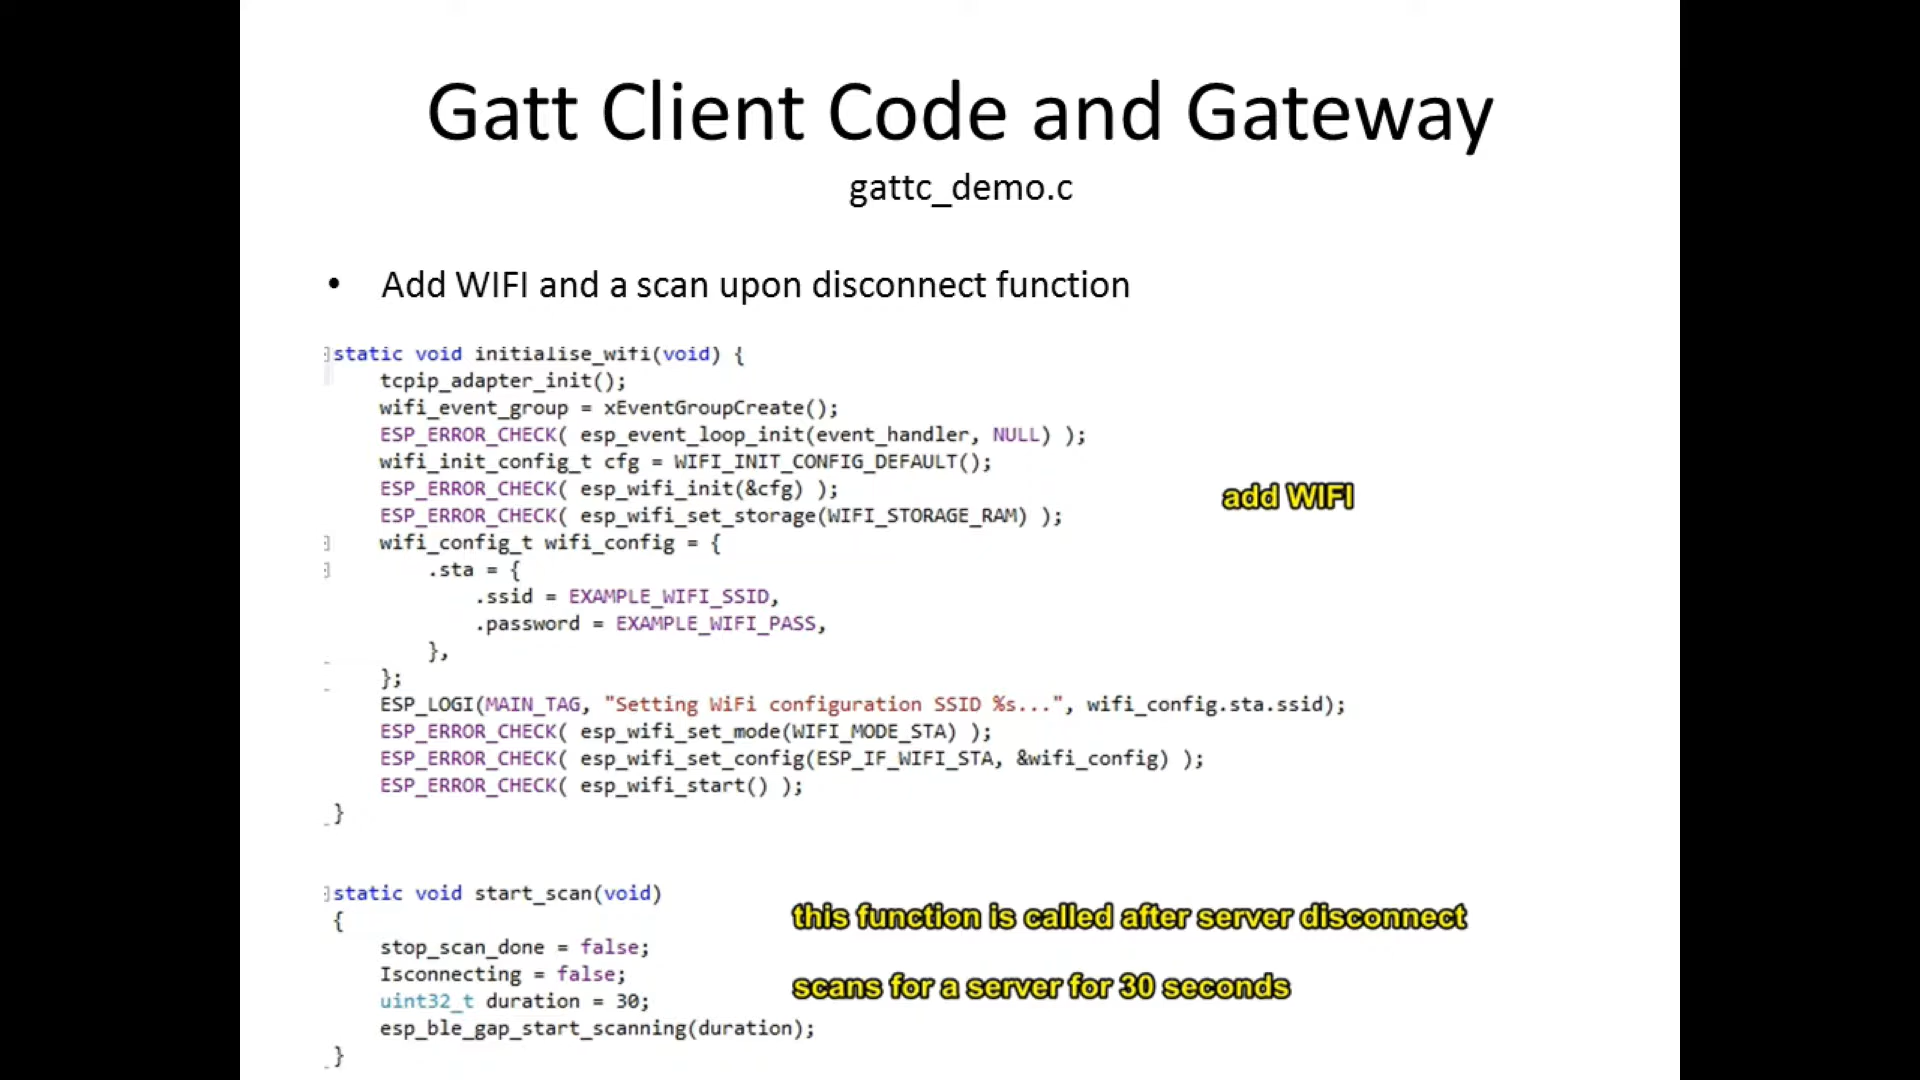 Gatt Client Code and Gateway
gattc_demo.c
• Add WIFI and a scan upon disconnect function
static void initialise_wifi(void) {
tcpip_adapter_init();
wifi_event_group = xEventGroupCreate();
ESP_ERROR_CHECK( esp_event_loop_init(event_handler, NULL) );
wifi_init_config_t cfg = WIFI_INIT_CONFIG_DEFAULT();
ESP_ERROR_CHECK( esp_wifi_init(&cfg) );
add WIFI
ESP_ERROR_CHECK( esp_wifi_set_storage(WIFI_STORAGE_RAM) );
wifi_config_t wifi_config = {
.sta = {
.ssid = EXAMPLE_WIFI_SSID,
.password = EXAMPLE_WIFI_PASS,
},
};
ESP_LOGI(MAIN_TAG, "Setting WiFi configuration SSID %s...", wifi_config.sta.ssid);
ESP_ERROR_CHECK( esp_wifi_set_mode(WIFI_MODE_STA) );
ESP_ERROR_CHECK( esp_wifi_set_config(ESP_IF_WIFI_STA, &wifi_config) );
ESP_ERROR_CHECK( esp_wifi_start() );
}
static void start_scan(void)
{
this function is called after server disconnect
stop_scan_done = false;
Isconnecting = false;
scans for a server for 30 seconds
uint32_t duration = 30;
esp_ble_gap_start_scanning(duration);
}